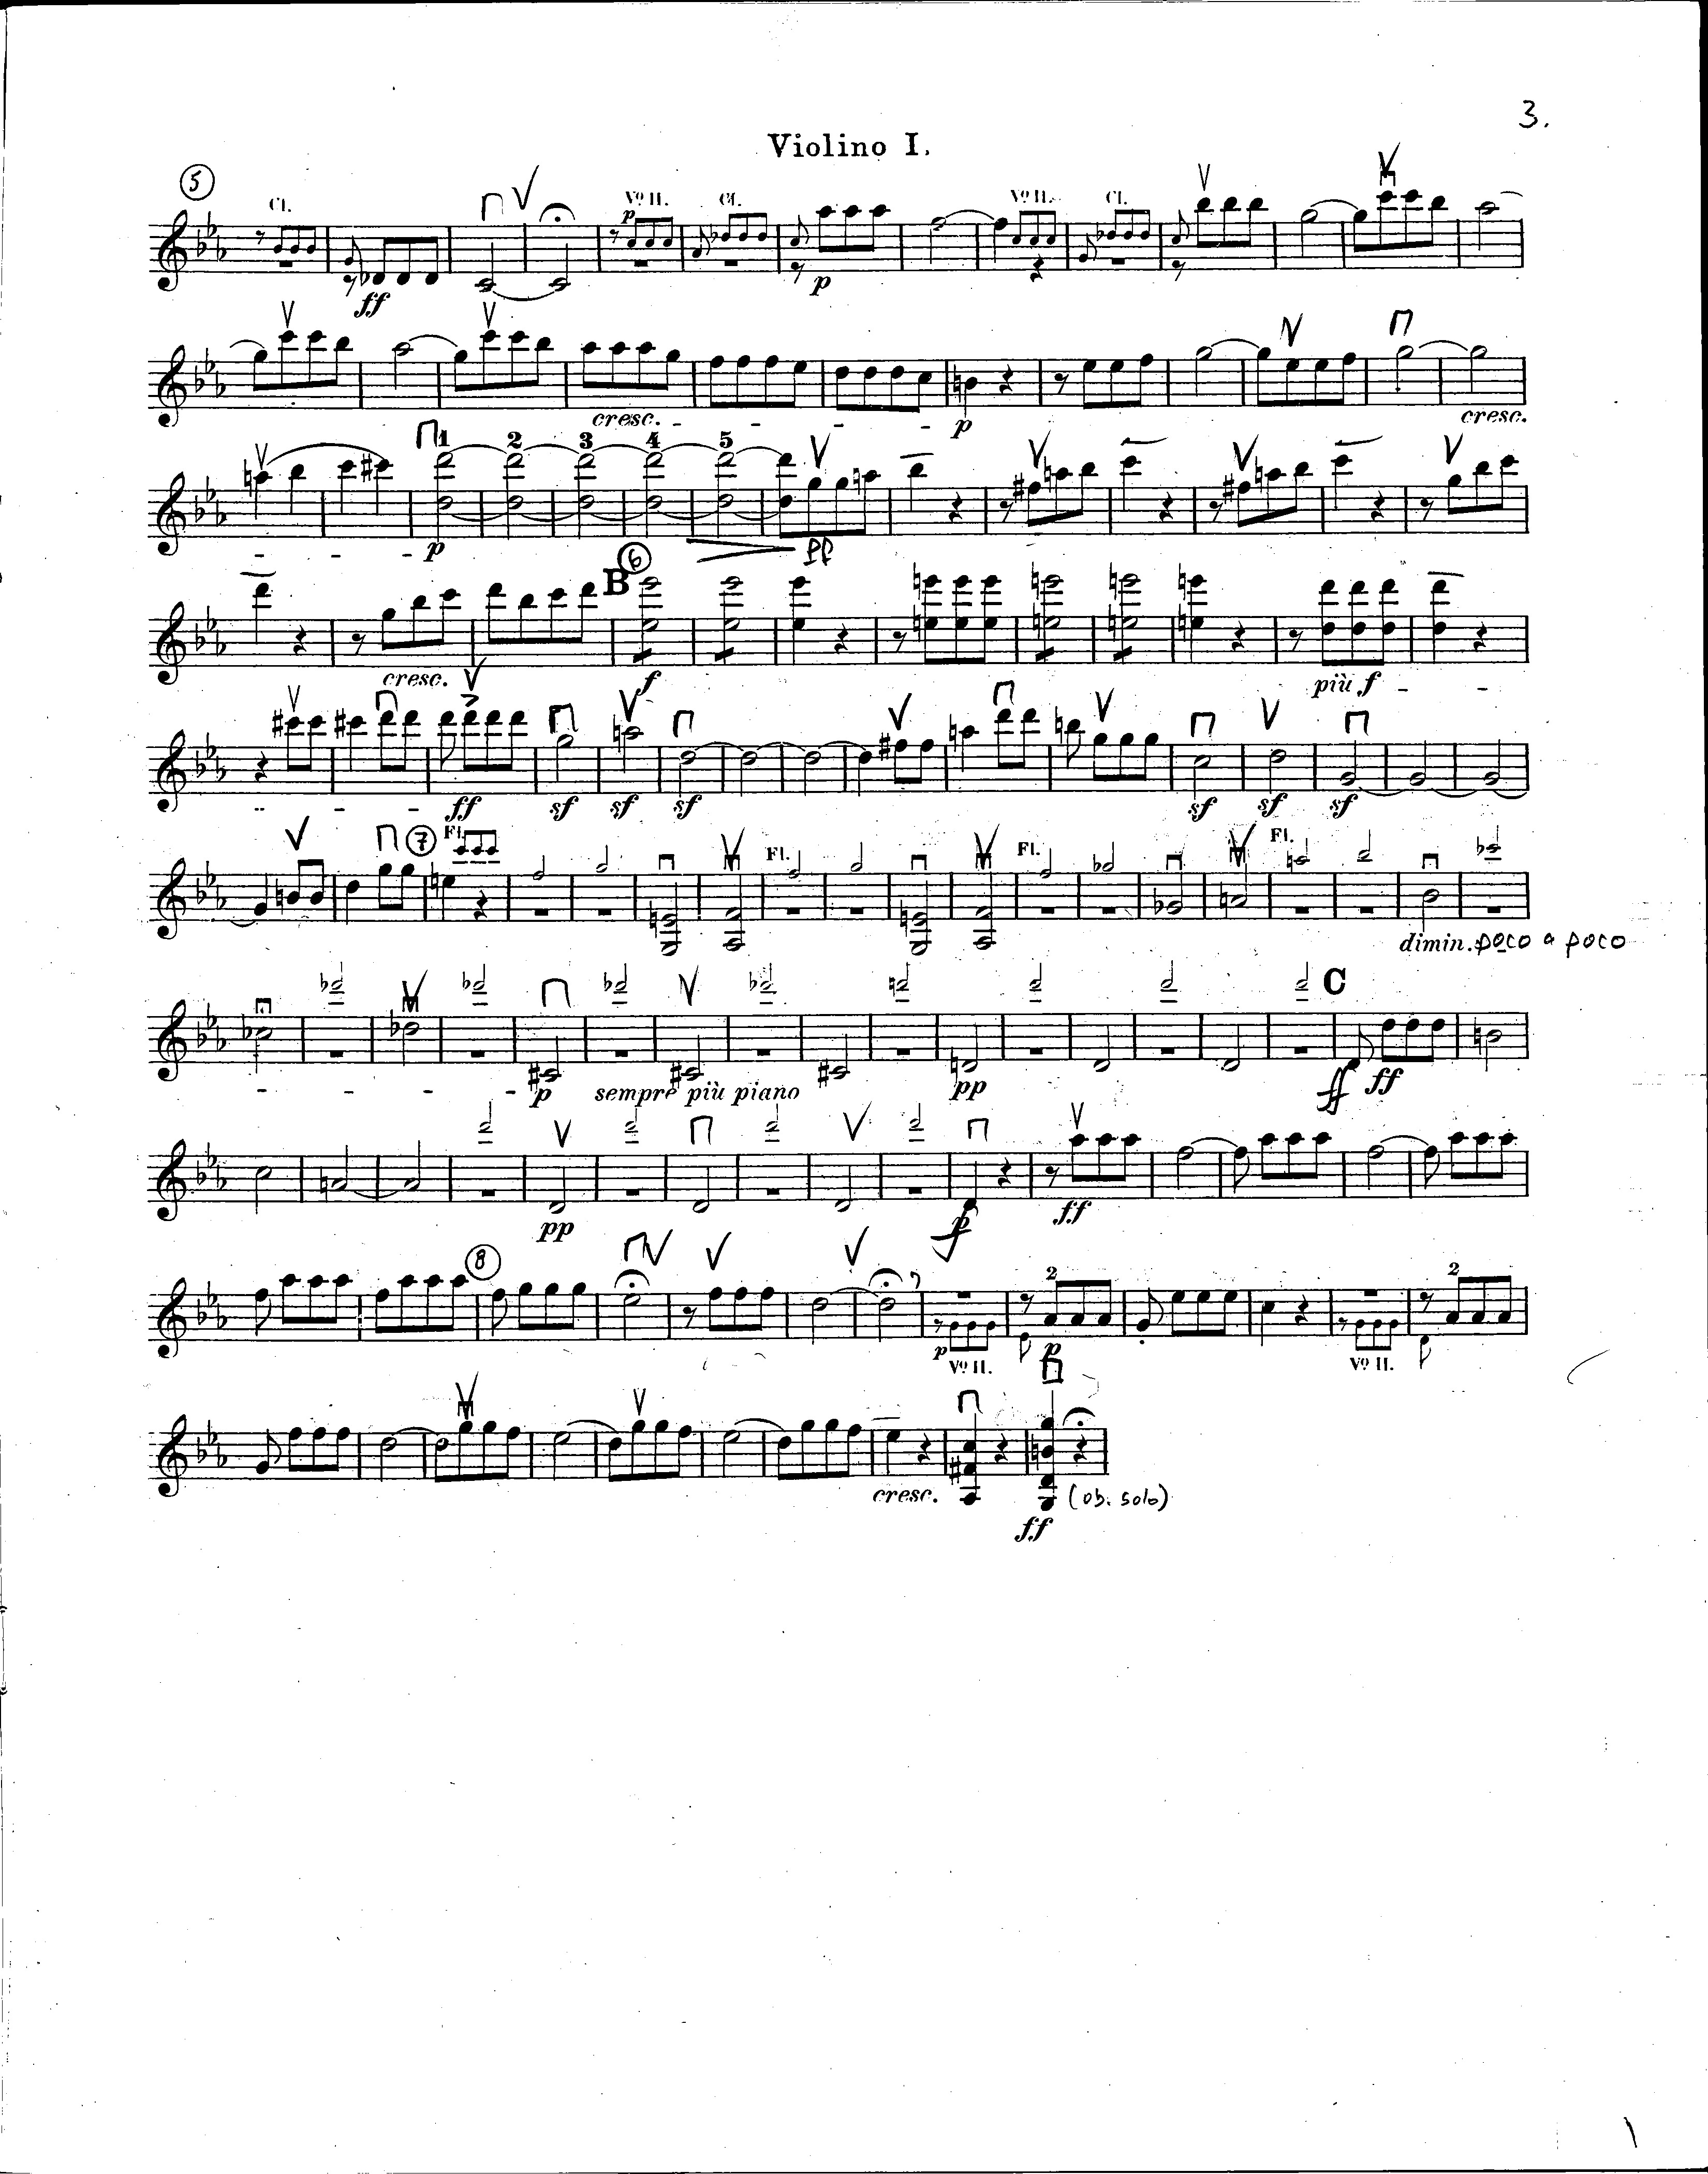 3.
Violino I.
5
Cl. Vo II. Cl. Vo II. Cl.
p
ff p
cresc. p cresc.
1 2 3 4 5
p pp
B 6
cresc. f più f
ff sf sf sf sf sf sf
7 Fl. Fl. Fl. Fl.
dimin. poco a poco
C
p sempre più piano pp ff ff
pp p f ff
8
2 2
p Vo II. p Vo II.
cresc. (ob. solo)
ff